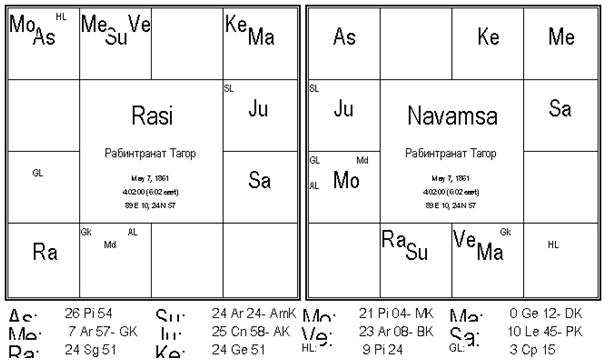 Mo As HL
Me Su Ve
Ke Ma
As
Ke
Me
SL
Ju
SL
Ju
Sa
Rasi
Рабинтранат Тагор
May 7, 1861
4:02:00 (6:02 east)
89 E 10, 24 N 57
Navamsa
Рабинтранат Тагор
May 7, 1861
4:02:00 (6:02 east)
89 E 10, 24 N 57
GL
Sa
GL Md
AL Mo
Ra
Gk AL
Md
Ra Su
Ve Ma Gk
HL
As: 26 Pi 54 Su: 24 Ar 24- AmK Mo: 21 Pi 04- MK Ma: 0 Ge 12- DK
Me: 7 Ar 57- GK Ju: 25 Cn 58- AK Ve: 23 Ar 08- BK Sa: 10 Le 45- PK
Ra: 24 Sg 51 Ke: 24 Ge 51 HL: 9 Pi 24 GL: 3 Cp 15